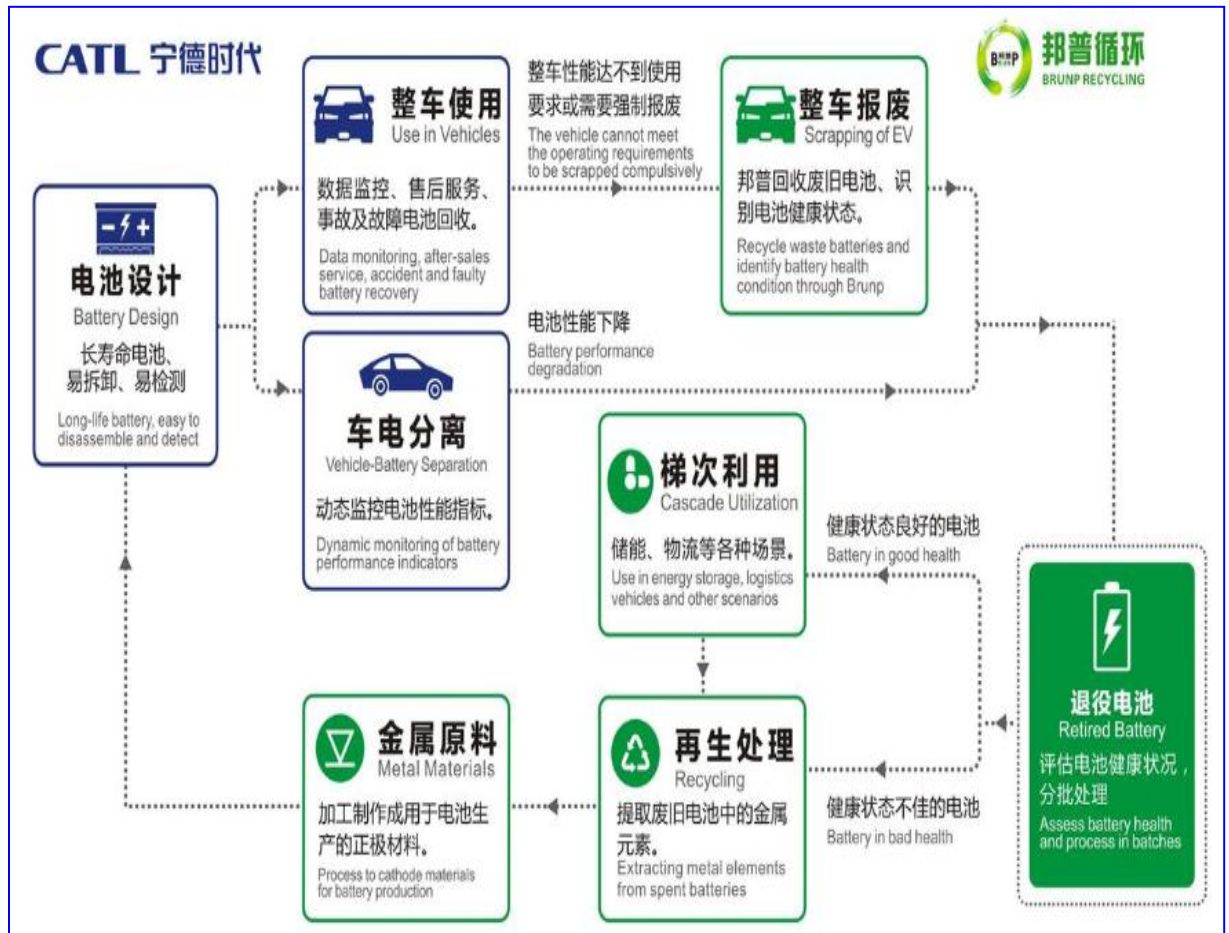 CATL 宁德时代
BRUNP
邦普循环
BRUNP RECYCLING
电池设计
Battery Design
长寿命电池、
易拆卸、易检测
Long-life battery, easy to
disassemble and detect
整车使用
Use in Vehicles
数据监控、售后服务、
事故及故障电池回收。
Data monitoring, after-sales
service, accident and faulty
battery recovery
整车性能达不到使用
要求或需要强制报废
The vehicle cannot meet
the operating requirements
to be scrapped compulsively
整车报废
Scrapping of EV
邦普回收废旧电池、识
别电池健康状态。
Recycle waste batteries and
identify battery health
condition through Brunp
车电分离
Vehicle-Battery Separation
动态监控电池性能指标。
Dynamic monitoring of battery
performance indicators
电池性能下降
Battery performance
degradation
退役电池
Retired Battery
评估电池健康状况，
分批处理
Assess battery health
and process in batches
健康状态良好的电池
Battery in good health
梯次利用
Cascade Utilization
储能、物流等各种场景。
Use in energy storage, logistics
vehicles and other scenarios
健康状态不佳的电池
Battery in bad health
再生处理
Recycling
提取废旧电池中的金属
元素。
Extracting metal elements
from spent batteries
金属原料
Metal Materials
加工制作成用于电池生
产的正极材料。
Process to cathode materials
for battery production